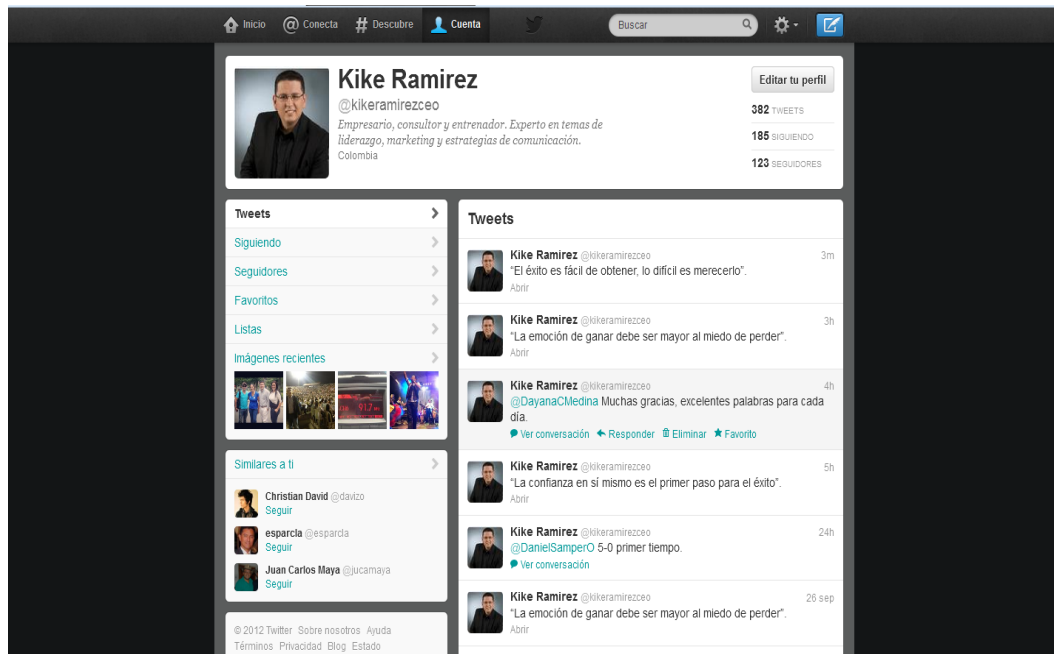 Inicio
Conecta
# Descubre
Cuenta
Buscar
Kike Ramirez
@kikeramirezceo
Empresario, consultor y entrenador. Experto en temas de
liderazgo, marketing y estrategias de comunicación.
Colombia
Editar tu perfil
382 TWEETS
185 SIGUIENDO
123 SEGUIDORES
Tweets
Siguiendo
Seguidores
Favoritos
Listas
Imágenes recientes
91.7
Similares a ti
Christian David @davizo
Seguir
esparcla @esparcla
Seguir
Juan Carlos Maya @jucamaya
Seguir
© 2012 Twitter Sobre nosotros Ayuda
Términos Privacidad Blog Estado
Tweets
Kike Ramirez @kikeramirezceo 3m
“El éxito es fácil de obtener, lo difícil es merecerlo”.
Abrir
Kike Ramirez @kikeramirezceo 3h
“La emoción de ganar debe ser mayor al miedo de perder”.
Abrir
Kike Ramirez @kikeramirezceo 4h
@DayanaCMedina Muchas gracias, excelentes palabras para cada
día.
Ver conversación Responder Eliminar Favorito
Kike Ramirez @kikeramirezceo 5h
“La confianza en sí mismo es el primer paso para el éxito”.
Abrir
Kike Ramirez @kikeramirezceo 24h
@DanielSamperO 5-0 primer tiempo.
Ver conversación
Kike Ramirez @kikeramirezceo 26 sep
“La emoción de ganar debe ser mayor al miedo de perder”.
Abrir